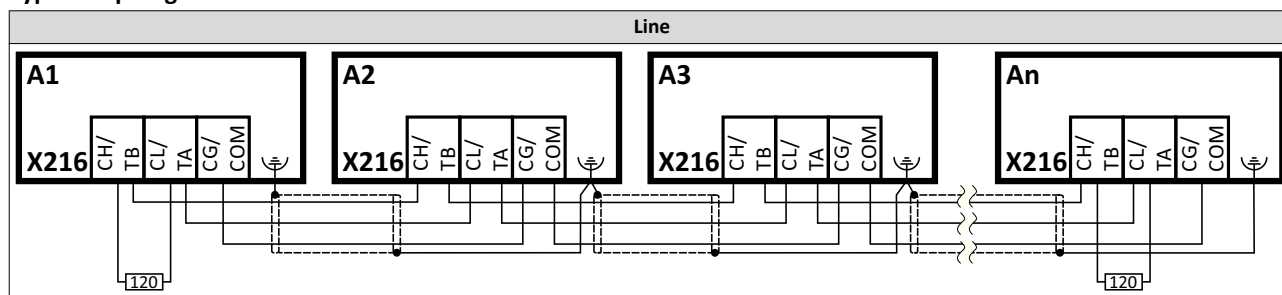 Line
A1
A2
A3
An
X216 CH/ TB CL/ TA CG/ COM
X216 CH/ TB CL/ TA CG/ COM
X216 CH/ TB CL/ TA CG/ COM
X216 CH/ TB CL/ TA CG/ COM
120
120